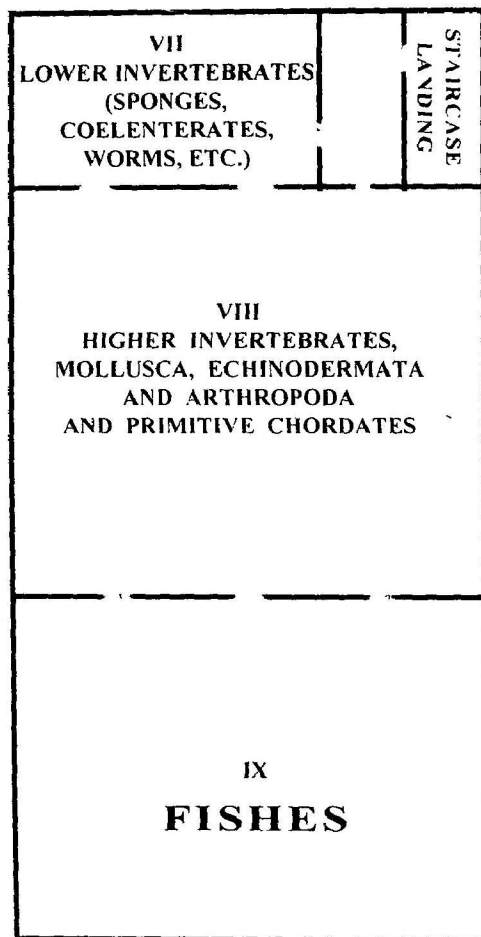 VII
LOWER INVERTEBRATES
(SPONGES,
COELENTERATES,
WORMS, ETC.)
STAIRCASE
LANDING
VIII
HIGHER INVERTEBRATES,
MOLLUSCA, ECHINODERMATA
AND ARTHROPODA
AND PRIMITIVE CHORDATES
IX
FISHES